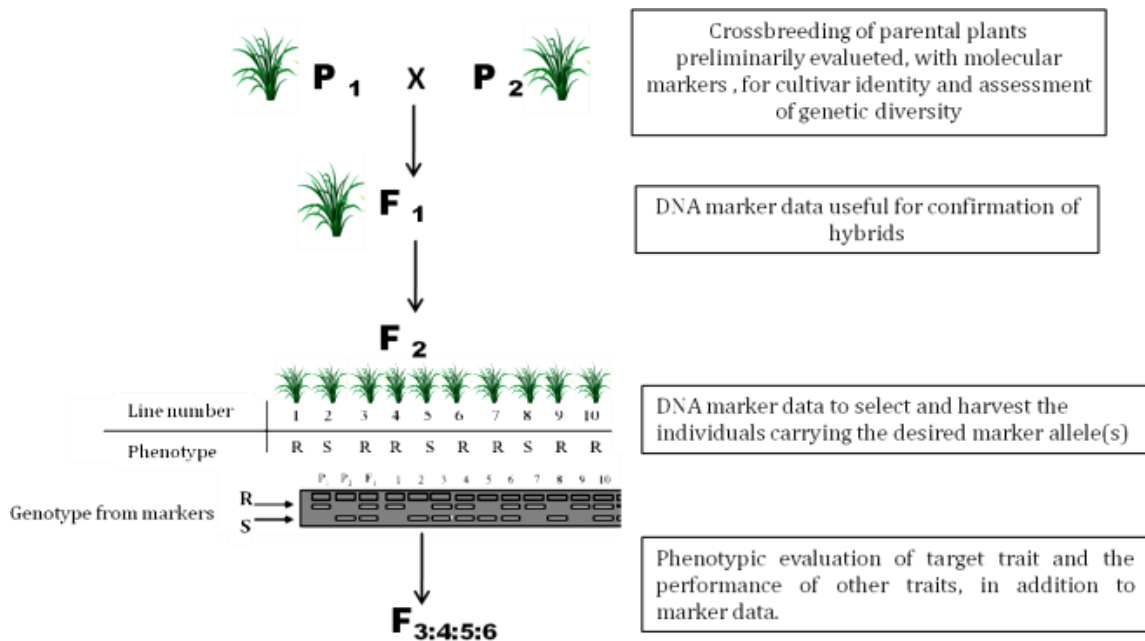 P 1 X P 2
Crossbreeding of parental plants
preliminarily evalueted, with molecular
markers , for cultivar identity and assessment
of genetic diversity
F 1
DNA marker data useful for confirmation of
hybrids
F 2
Line number 1 2 3 4 5 6 7 8 9 10
Phenotype R S R R S R R S R R
DNA marker data to select and harvest the
individuals carrying the desired marker allele(s)
P1 P2 F1 1 2 3 4 5 6 7 8 9 10
R
Genotype from markers
S
Phenotypic evaluation of target trait and the
performance of other traits, in addition to
marker data.
F3:4:5:6